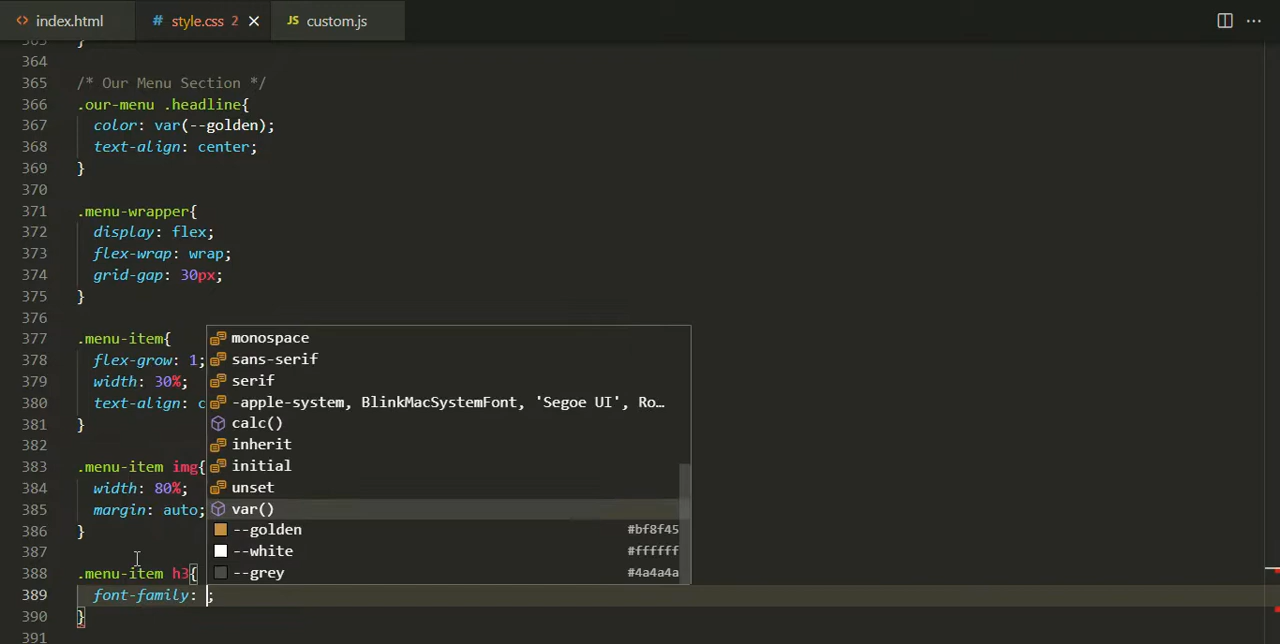 index.html
style.css 2
JS custom.js
364
365 /* Our Menu Section */
366 .our-menu .headline{
367 color: var(--golden);
368 text-align: center;
369 }
370
371 .menu-wrapper{
372 display: flex;
373 flex-wrap: wrap;
374 grid-gap: 30px;
375 }
376
377 .menu-item{
378 flex-grow: 1;
379 width: 30%;
380 text-align: c
381 }
382
383 .menu-item img{
384 width: 80%;
385 margin: auto;
386 }
387
388 .menu-item h3{
389 font-family: ;
390 }
391
monospace
sans-serif
serif
-apple-system, BlinkMacSystemFont, 'Segoe UI', Ro…
calc()
inherit
initial
unset
var()
--golden #bf8f45
--white #ffffff
--grey #4a4a4a